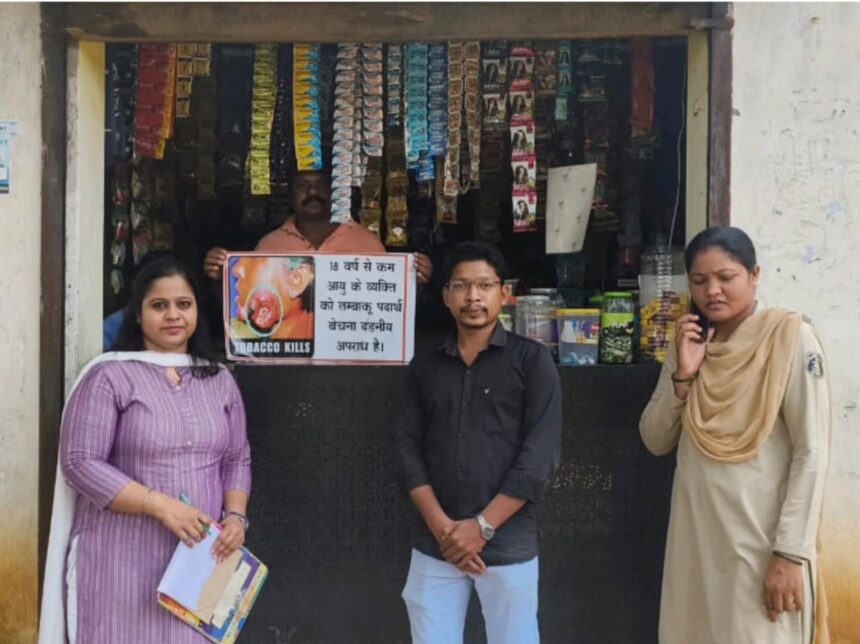 18 वर्ष से कम
आयु के व्यक्ति
को तम्बाकू पदार्थ
बेचना दंडनीय
अपराध है।
TOBACCO KILLS